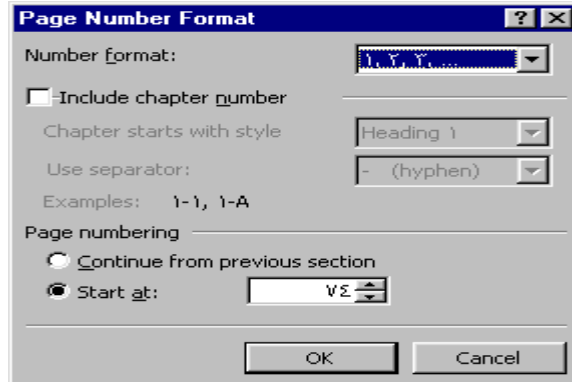 Page Number Format
Number format: ١, ٢, ٣, ...
Include chapter number
Chapter starts with style Heading ١
Use separator: - (hyphen)
Examples: ١-١, ١-A
Page numbering
Continue from previous section
Start at: ٧٤
OK Cancel